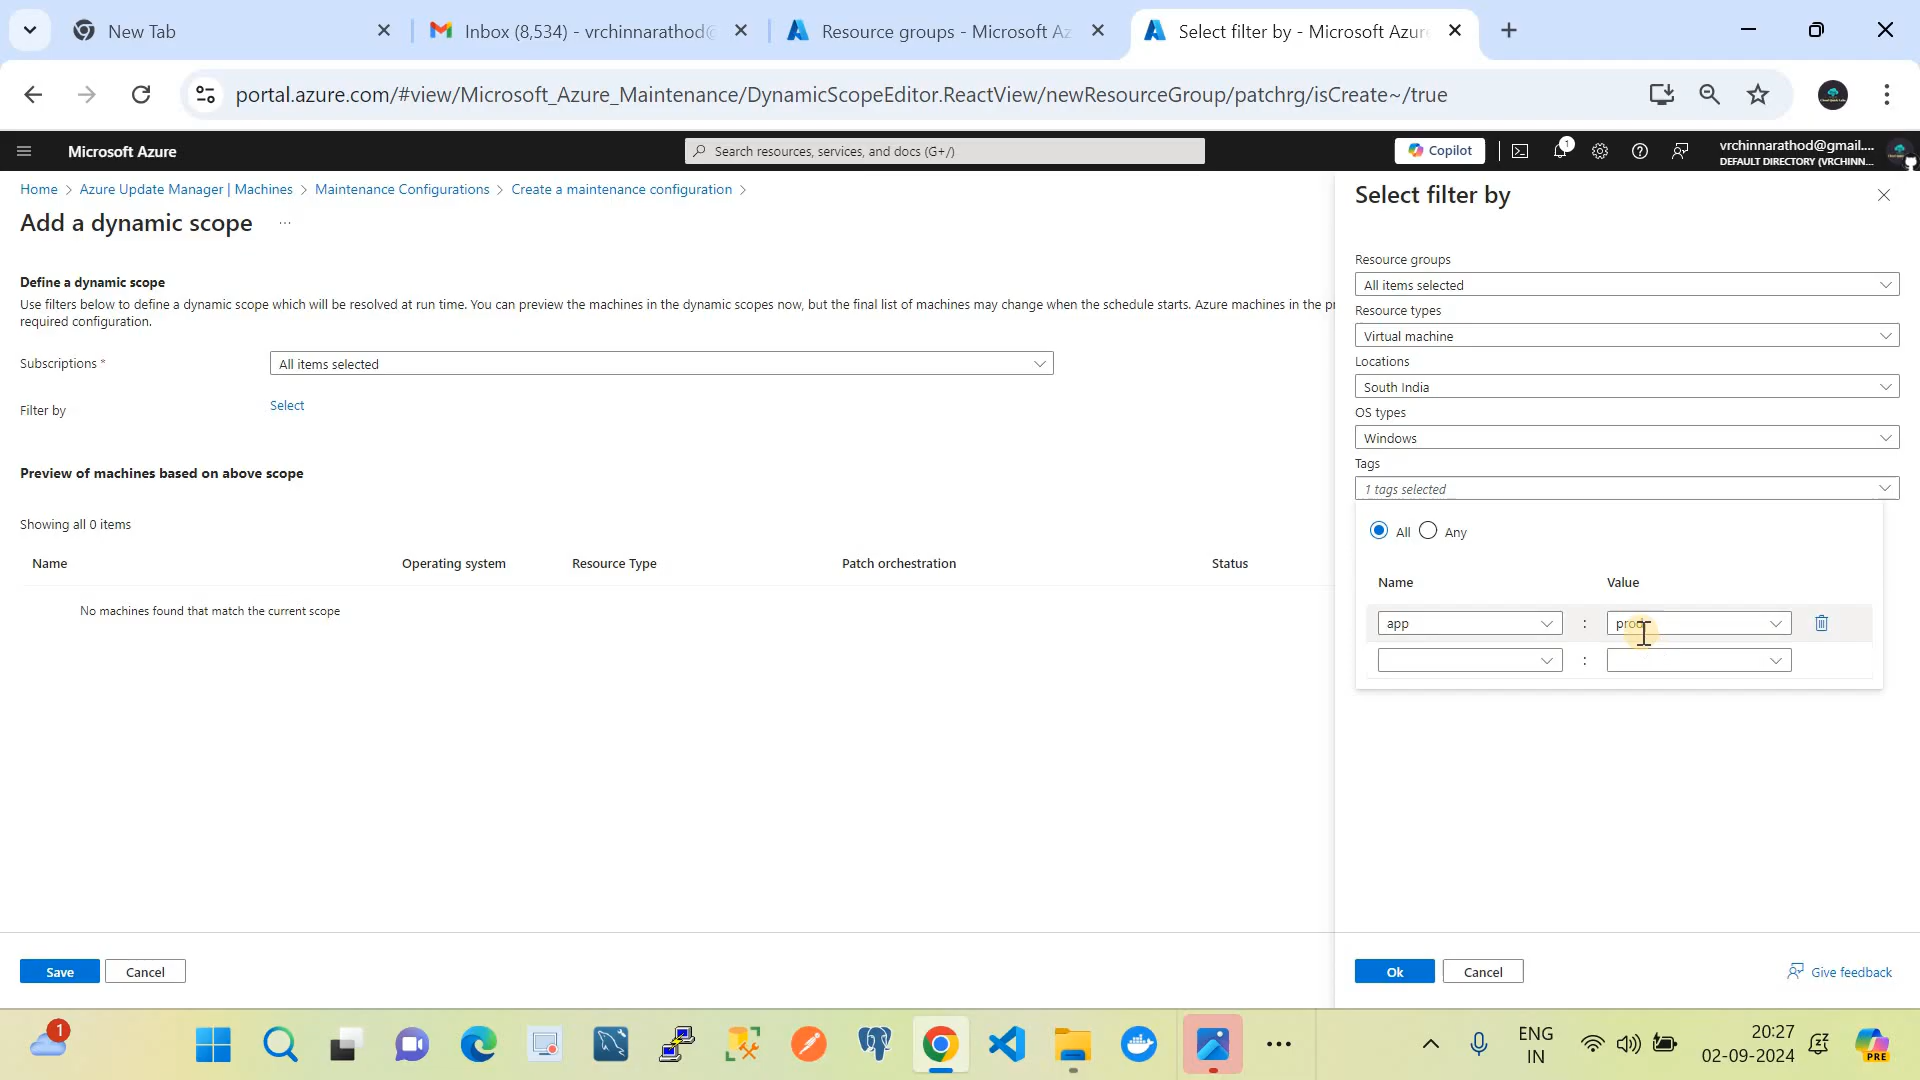 New Tab
Inbox (8,534) - vrchinnarathod@
Resource groups - Microsoft Az
Select filter by - Microsoft Azur
portal.azure.com/#view/Microsoft_Azure_Maintenance/DynamicScopeEditor.ReactView/newResourceGroup/patchrg/isCreate~/true
Microsoft Azure
Search resources, services, and docs (G+/)
Copilot
1
vrchinnarathod@gmail....
DEFAULT DIRECTORY (VRCHINN...
Home > Azure Update Manager | Machines > Maintenance Configurations > Create a maintenance configuration >
Add a dynamic scope ...
Define a dynamic scope
Use filters below to define a dynamic scope which will be resolved at run time. You can preview the machines in the dynamic scopes now, but the final list of machines may change when the schedule starts. Azure machines in the pr
required configuration.
Subscriptions *
All items selected
Filter by
Select
Preview of machines based on above scope
Showing all 0 items
Name
Operating system
Resource Type
Patch orchestration
Status
No machines found that match the current scope
Save
Cancel
Select filter by
Resource groups
All items selected
Resource types
Virtual machine
Locations
South India
OS types
Windows
Tags
1 tags selected
All
Any
Name
Value
app
:
prod
:
Ok
Cancel
Give feedback
1
ENG
IN
20:27
02-09-2024
PRE